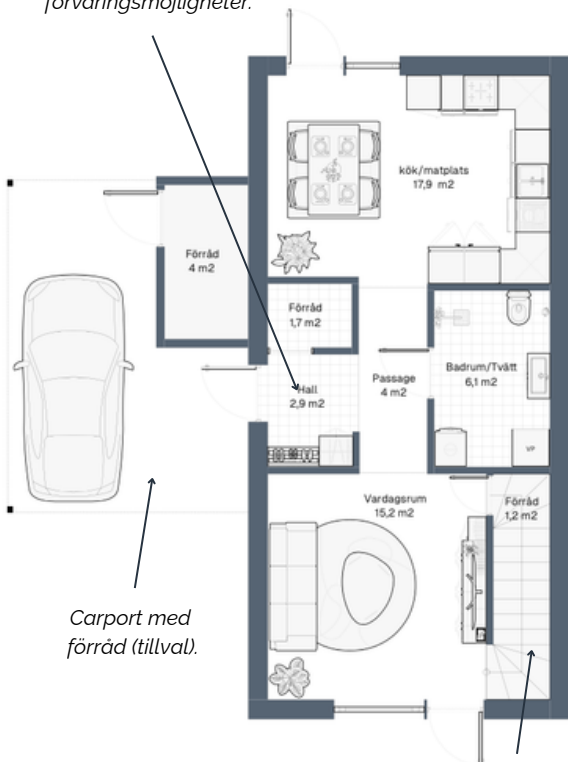 förvaringsmöjligheter.
kök/matplats
17,9 m2
Förråd
4 m2
Förråd
1,7 m2
Hall
2,9 m2
Passage
4 m2
Badrum/Tvätt
6,1 m2
VP
Vardagsrum
15,2 m2
Förråd
1,2 m2
Carport med
förråd (tillval).